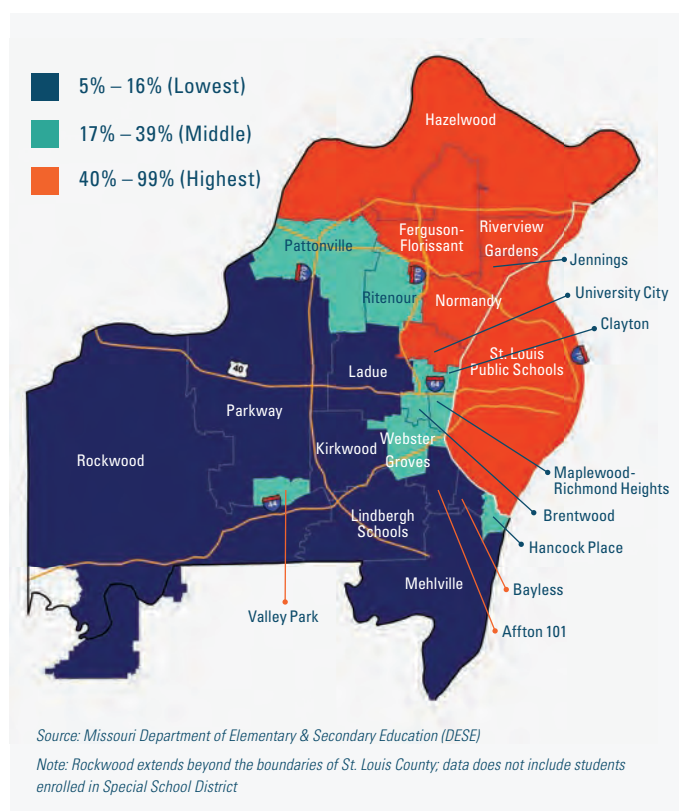 5% – 16% (Lowest)
17% – 39% (Middle)
40% – 99% (Highest)
Hazelwood
Ferguson-
Florissant
Riverview
Gardens
Pattonville
Jennings
270
170
Ritenour
Normandy
University City
Clayton
St. Louis
Public Schools
70
40
Ladue
64
Parkway
Kirkwood
Webster
Groves
Rockwood
Maplewood-
Richmond Heights
44
Brentwood
Lindbergh
Schools
Hancock Place
Mehlville
Bayless
Valley Park
Affton 101
Source: Missouri Department of Elementary & Secondary Education (DESE)
Note: Rockwood extends beyond the boundaries of St. Louis County; data does not include students
enrolled in Special School District